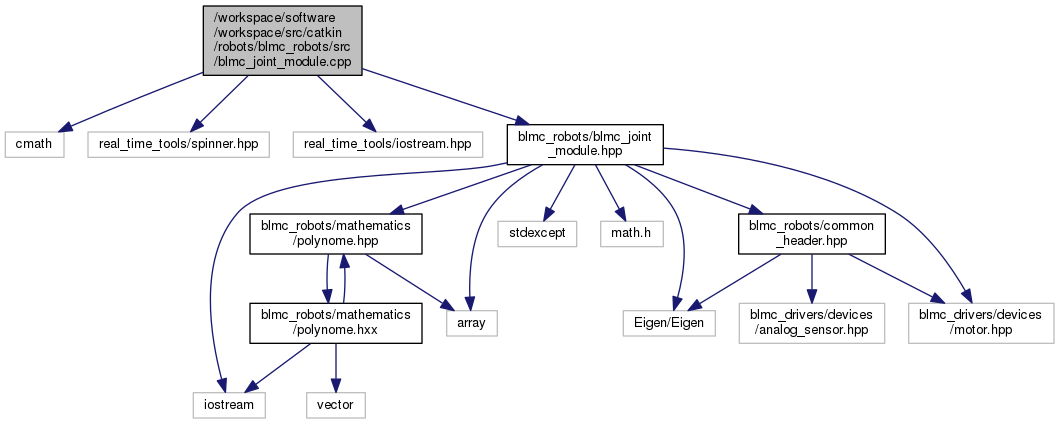 /workspace/software
/workspace/src/catkin
/robots/blmc_robots/src
/blmc_joint_module.cpp
cmath
real_time_tools/spinner.hpp
real_time_tools/iostream.hpp
blmc_robots/blmc_joint
_module.hpp
blmc_robots/mathematics
/polynome.hpp
stdexcept
math.h
blmc_robots/common
_header.hpp
blmc_robots/mathematics
/polynome.hxx
array
Eigen/Eigen
blmc_drivers/devices
/analog_sensor.hpp
blmc_drivers/devices
/motor.hpp
iostream
vector